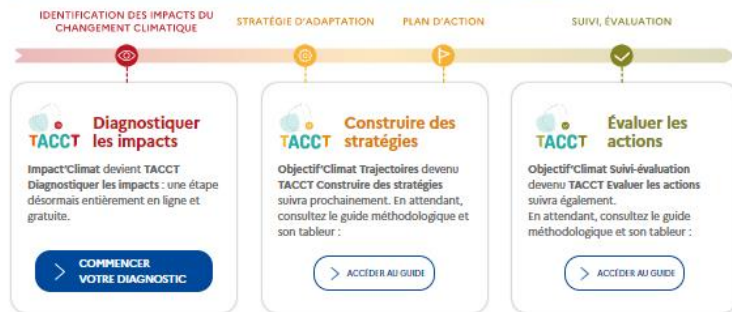 IDENTIFICATION DES IMPACTS DU
CHANGEMENT CLIMATIQUE
STRATÉGIE D'ADAPTATION
PLAN D'ACTION
SUIVI, ÉVALUATION
TACCT
Diagnostiquer
les impacts
Impact'Climat devient TACCT
Diagnostiquer les impacts : une étape
désormais entièrement en ligne et
gratuite.
COMMENCER
VOTRE DIAGNOSTIC
TACCT
Construire des
stratégies
Objectif'Climat Trajectoires devenu
TACCT Construire des stratégies
suivra prochainement. En attendant,
consultez le guide méthodologique et
son tableur :
ACCÉDER AU GUIDE
TACCT
Évaluer les
actions
Objectif'Climat Suivi-évaluation
devenu TACCT Evaluer les actions
suivra également.
En attendant, consultez le guide
méthodologique et son tableur :
ACCÉDER AU GUIDE